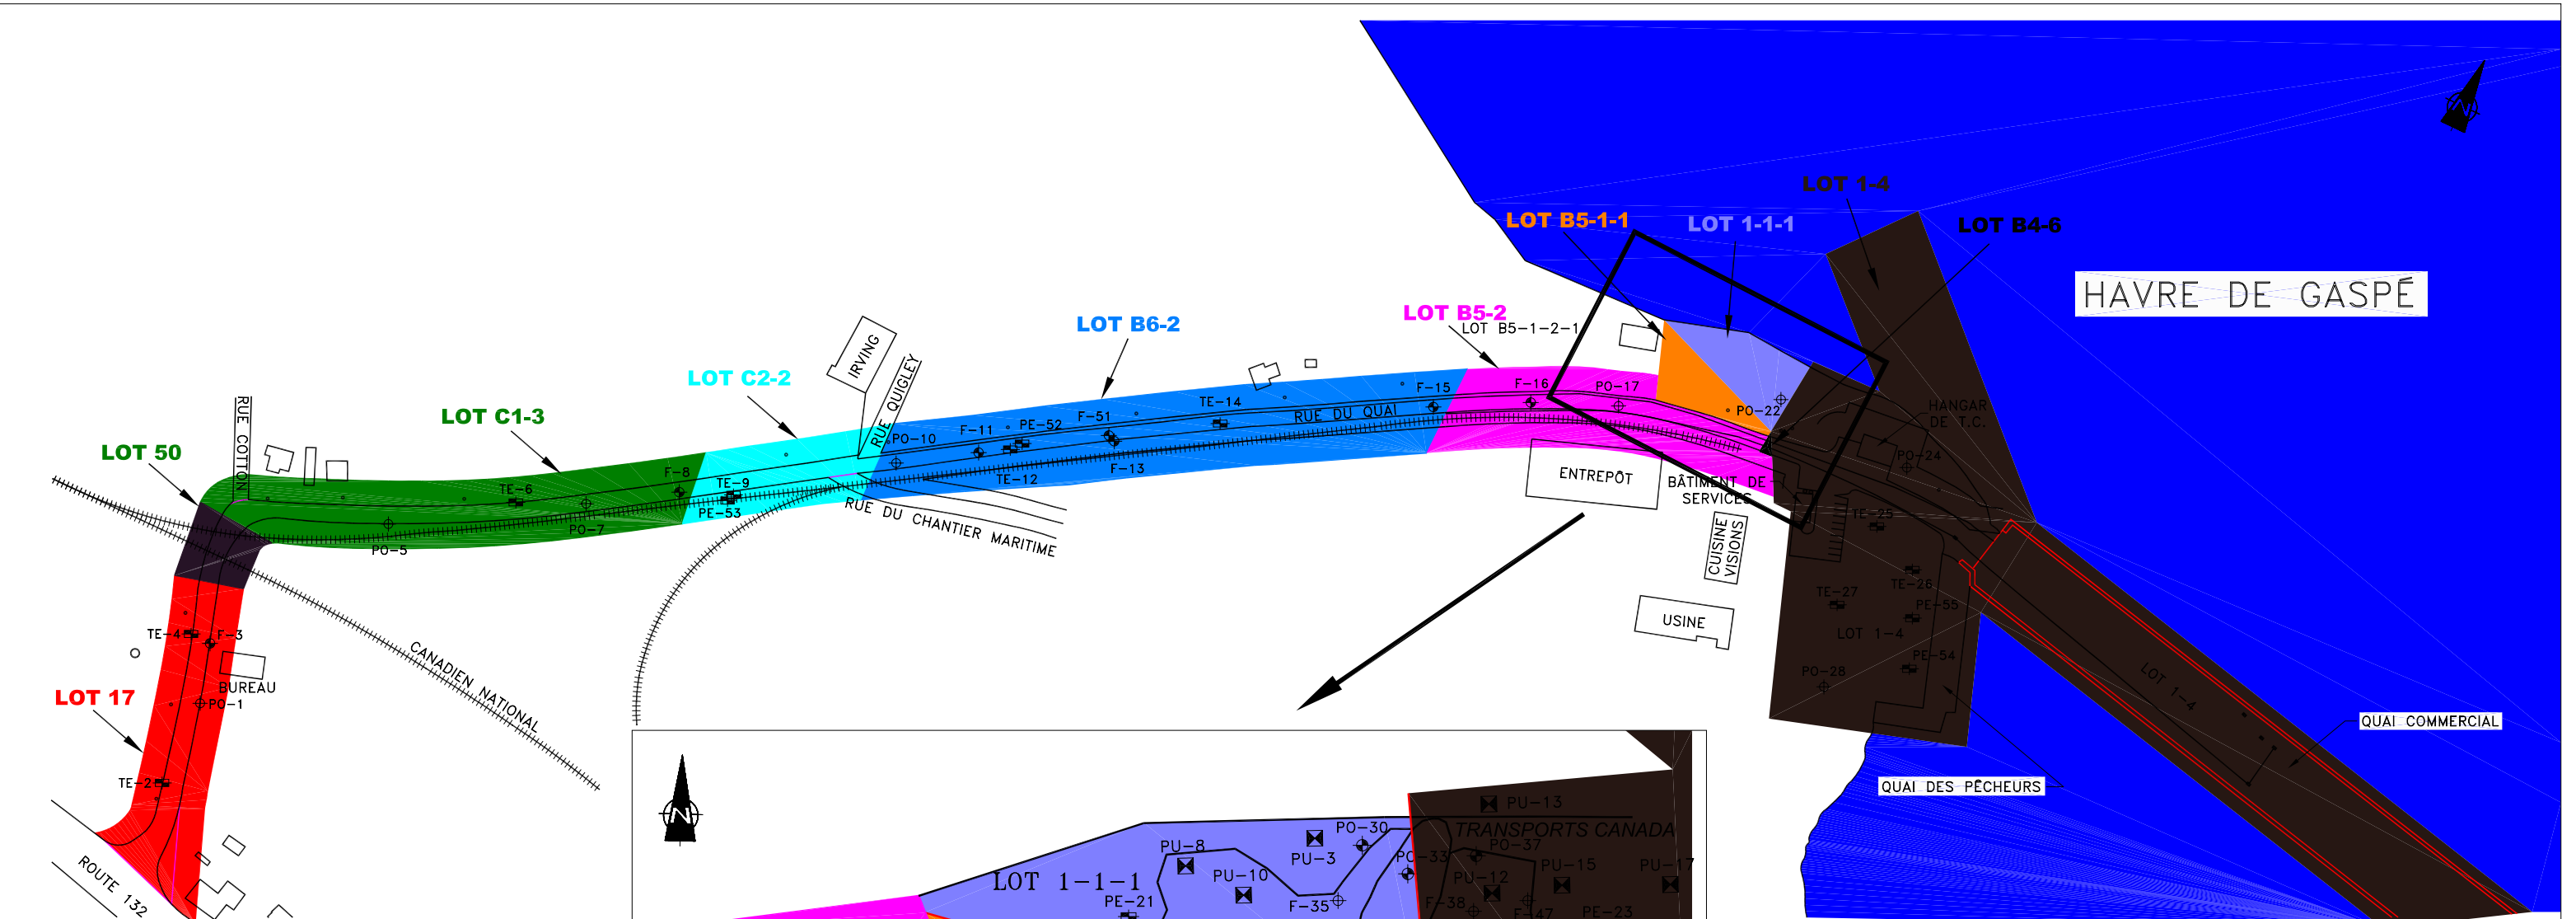 LOT 1-4
LOT B5-1-1
LOT 1-1-1
LOT B4-6
HAVRE DE GASPÉ
LOT B5-2
LOT B5-1-2-1
LOT B6-2
IRVING
RUE QUIGLEY
LOT C2-2
LOT C1-3
RUE COTTON
LOT 50
F-8
TE-6
PO-7
PO-5
TE-9
PE-53
PO-10
F-11
PE-52
TE-12
F-51
F-13
TE-14
RUE DU QUAI
F-15
F-16
PO-17
PO-22
HANGAR
DE T.C.
PO-24
ENTREPÔT
BÂTIMENT DE
SERVICES
RUE DU CHANTIER MARITIME
CUISINE
VISIONS
TE-25
TE-26
TE-27
PE-55
LOT 1-4
PE-54
PO-28
USINE
TE-4
F-3
BUREAU
PO-1
LOT 17
TE-2
CANADIEN NATIONAL
ROUTE 132
LOT 1-4
QUAI COMMERCIAL
QUAI DES PÊCHEURS
N
PU-13
TRANSPORTS CANADA
PO-30
PU-8
PU-3
PO-33
PO-37
PU-15
PU-17
LOT 1-1-1
PU-10
PU-12
PE-21
F-35
F-38
F-47
PE-23